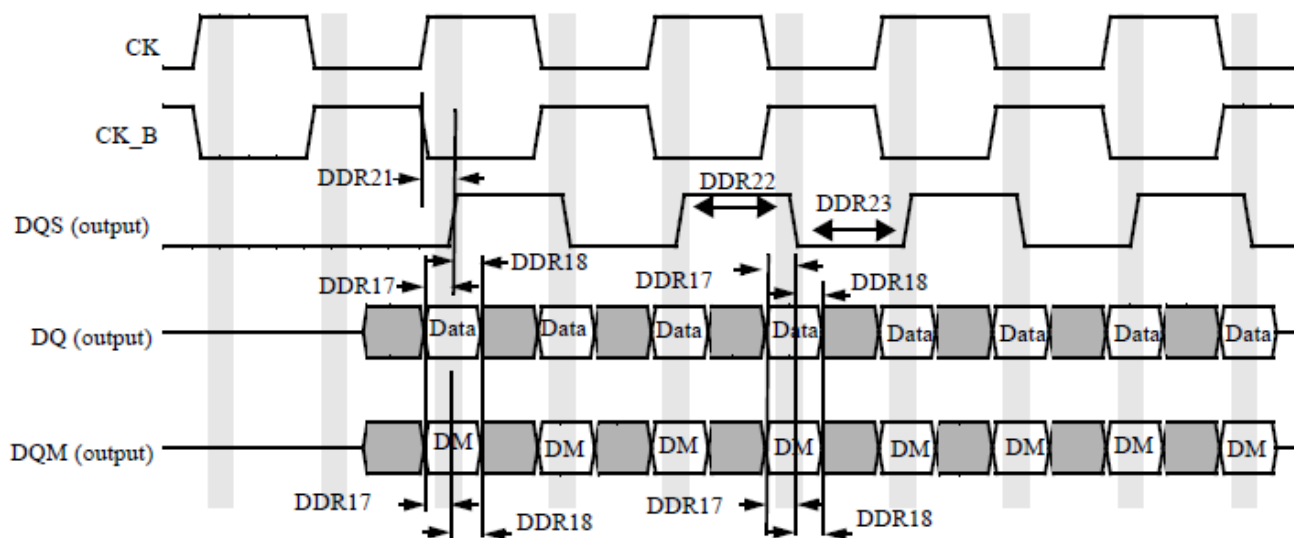 CK
CK_B
DDR21
DDR22
DDR23
DQS (output)
DDR18
DDR17
DDR17
DDR18
DQ (output)
Data
Data
Data
Data
Data
Data
Data
Data
DQM (output)
DM
DM
DM
DM
DM
DM
DM
DM
DDR17
DDR18
DDR17
DDR18